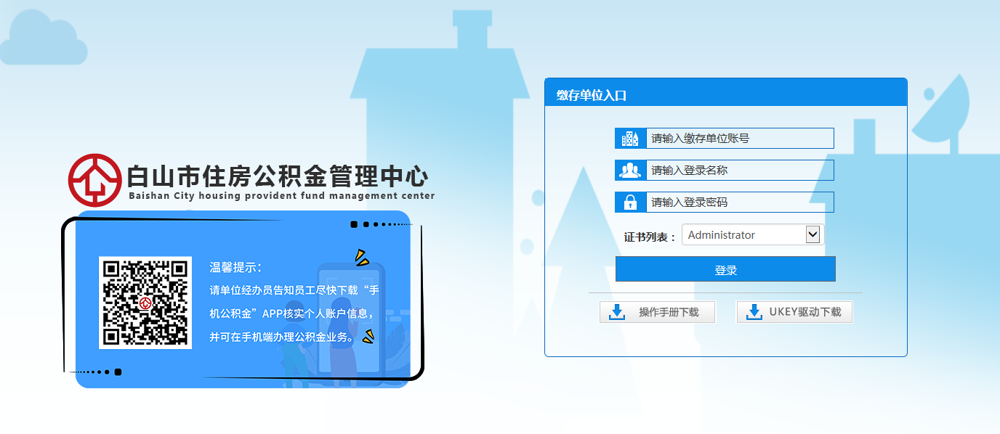 白山市住房公积金管理中心
Baishan City housing provident fund management center
温馨提示：
请单位经办员告知员工尽快下载“手
机公积金”APP核实个人账户信息，
并可在手机端办理公积金业务。
缴存单位入口
请输入缴存单位账号
请输入登录名称
请输入登录密码
证书列表： Administrator
登录
操作手册下载 UKEY驱动下载